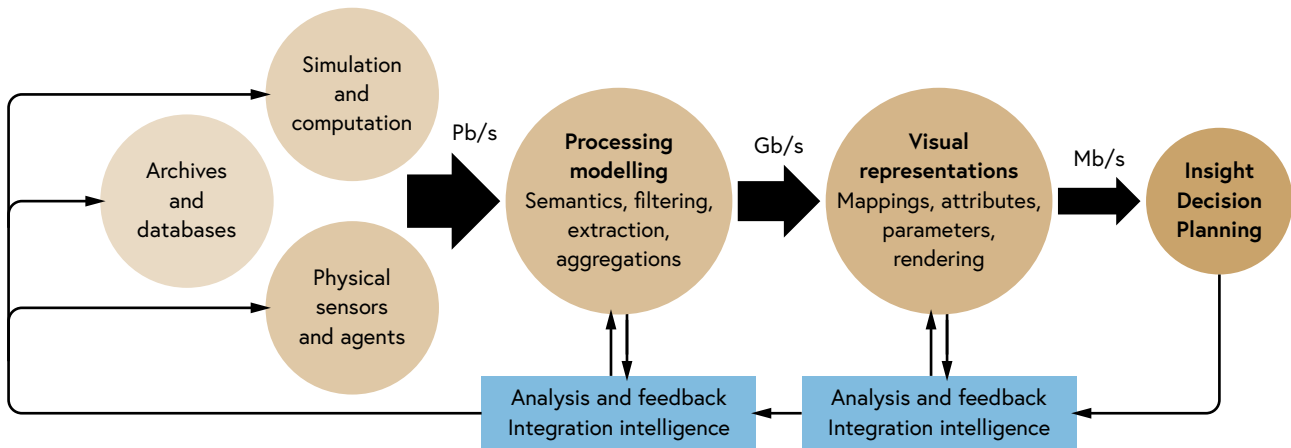 Simulation
and
computation
Archives
and
databases
Physical
sensors
and agents
Pb/s
Processing
modelling
Semantics, filtering,
extraction,
aggregations
Gb/s
Visual
representations
Mappings, attributes,
parameters,
rendering
Mb/s
Insight
Decision
Planning
Analysis and feedback
Integration intelligence
Analysis and feedback
Integration intelligence